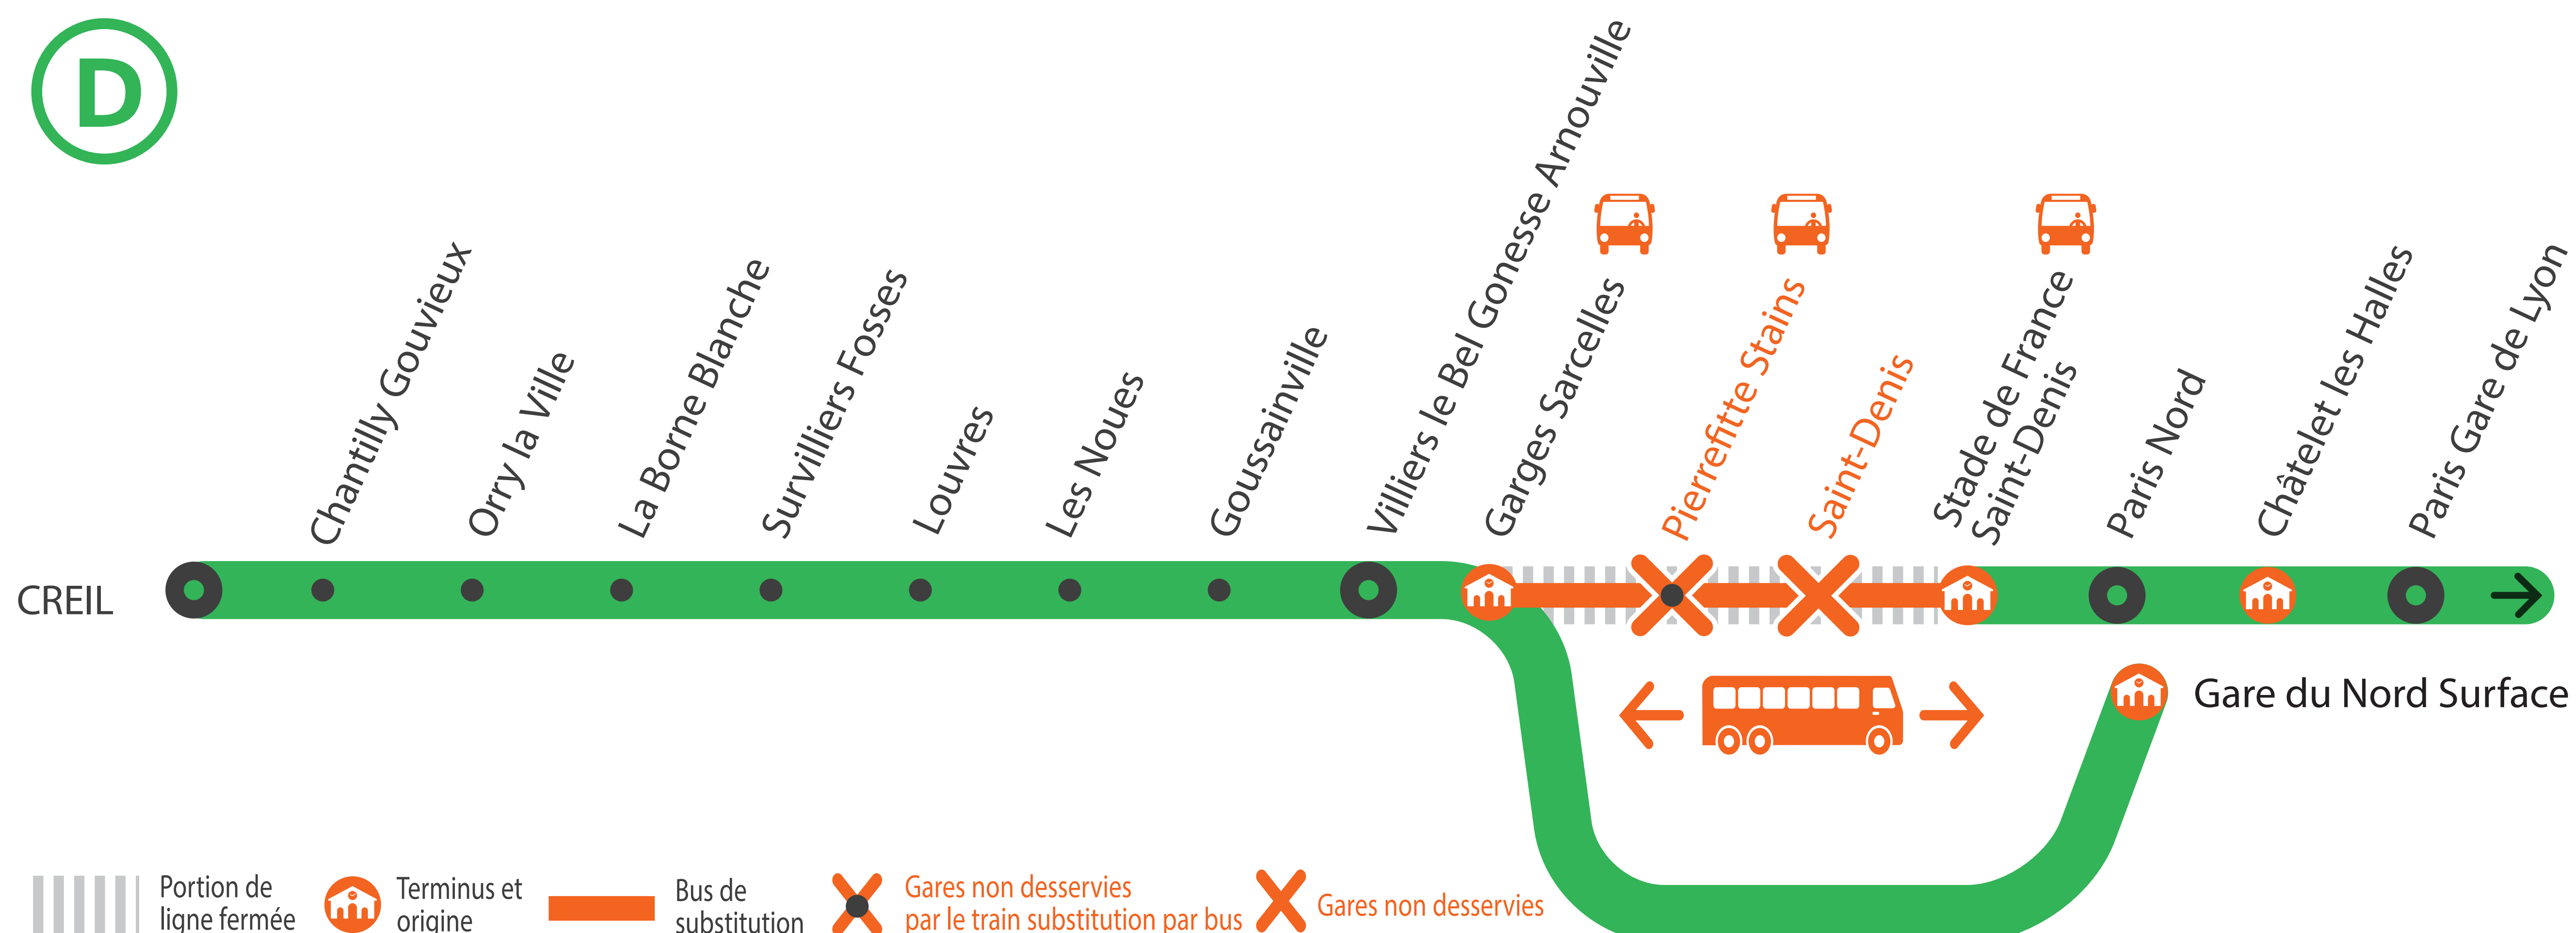 D
CREIL
Chantilly Gouvieux
Orry la Ville
La Borne Blanche
Survilliers Fosses
Louvres
Les Noues
Goussainville
Villiers le Bel Gonesse Arnouville
Garges Sarcelles
Pierrefitte Stains
Saint-Denis
Stade de France
Saint-Denis
Paris Nord
Châtelet les Halles
Paris Gare de Lyon
Gare du Nord Surface
Portion de
ligne fermée
Terminus et
origine
Bus de
substitution
Gares non desservies
par le train substitution par bus
Gares non desservies